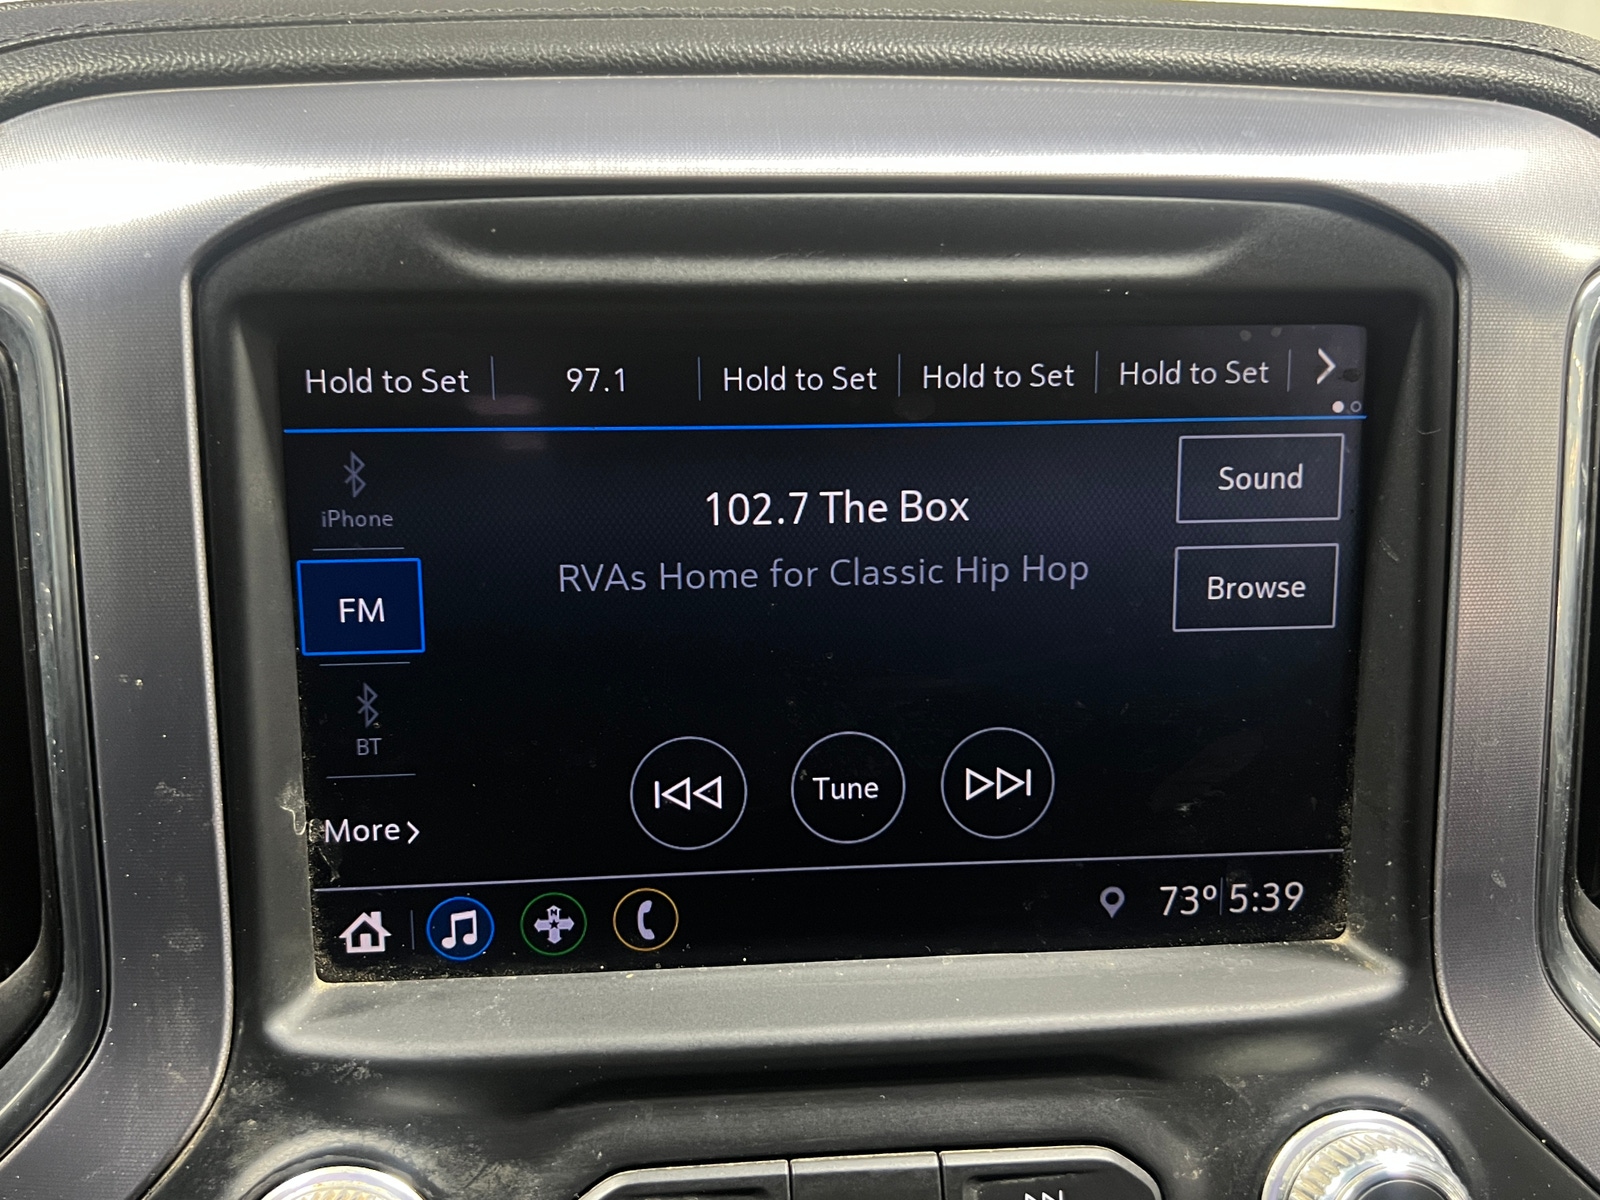 Hold to Set 97.1 Hold to Set Hold to Set Hold to Set
iPhone
102.7 The Box
Sound
RVAs Home for Classic Hip Hop
FM
Browse
BT
Tune
More
73° 5:39